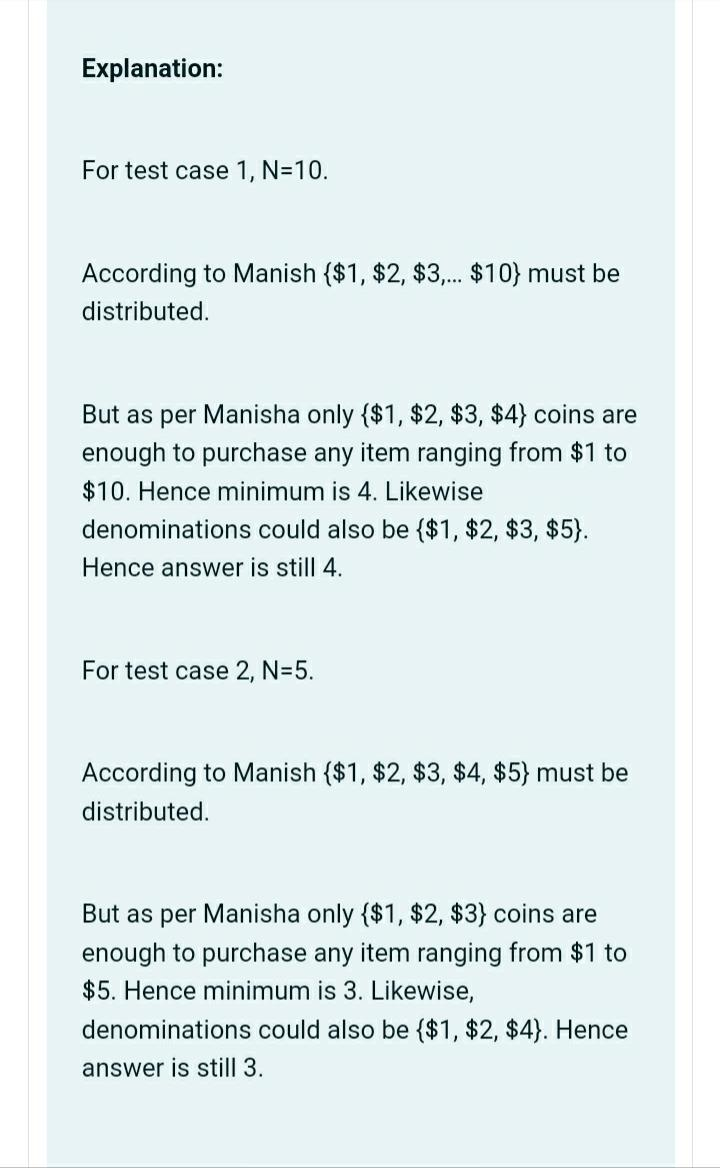 Explanation:
For test case 1, N=10.
According to Manish {$1, $2, $3,... $10} must be
distributed.
But as per Manisha only {$1, $2, $3, $4} coins are
enough to purchase any item ranging from $1 to
$10. Hence minimum is 4. Likewise
denominations could also be {$1, $2, $3, $5}.
Hence answer is still 4.
For test case 2, N=5.
According to Manish {$1, $2, $3, $4, $5} must be
distributed.
But as per Manisha only {$1, $2, $3} coins are
enough to purchase any item ranging from $1 to
$5. Hence minimum is 3. Likewise,
denominations could also be {$1, $2, $4}. Hence
answer is still 3.